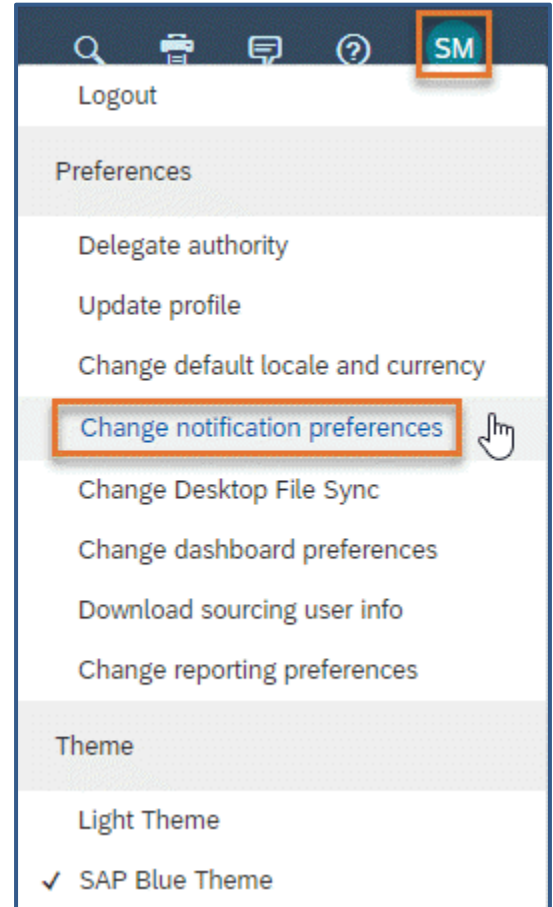 SM
Logout
Preferences
Delegate authority
Update profile
Change default locale and currency
Change notification preferences
Change Desktop File Sync
Change dashboard preferences
Download sourcing user info
Change reporting preferences
Theme
Light Theme
✓ SAP Blue Theme